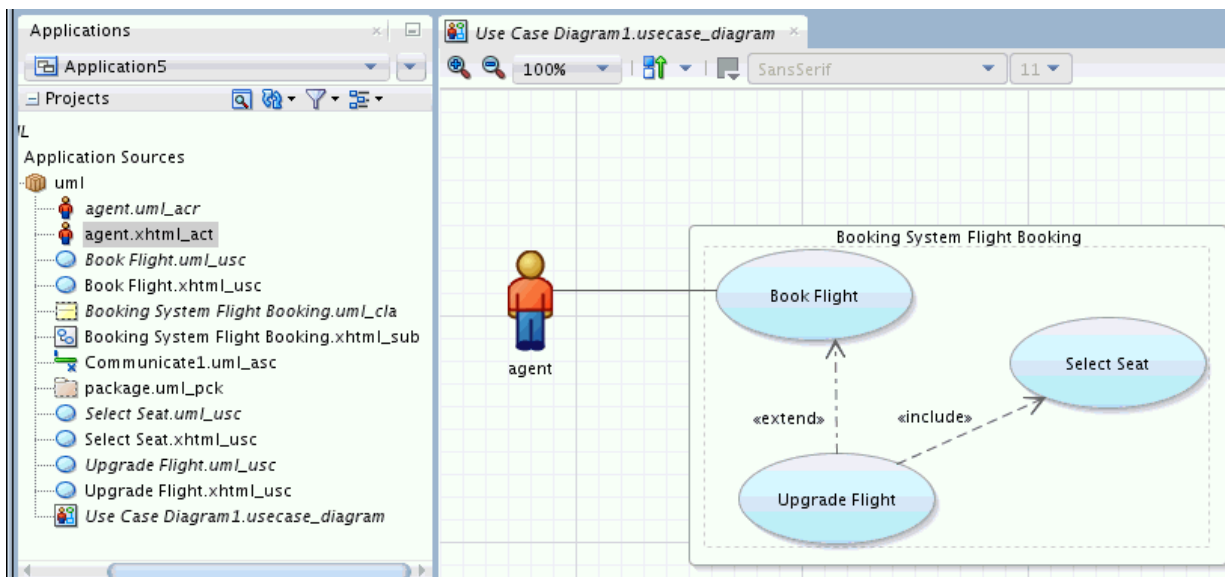 Applications
Application5
Projects
Application Sources
uml
agent.uml_acr
agent.xhtml_act
Book Flight.uml_usc
Book Flight.xhtml_usc
Booking System Flight Booking.uml_cla
Booking System Flight Booking.xhtml_sub
Communicate1.uml_asc
package.uml_pck
Select Seat.uml_usc
Select Seat.xhtml_usc
Upgrade Flight.uml_usc
Upgrade Flight.xhtml_usc
Use Case Diagram1.usecase_diagram
Use Case Diagram1.usecase_diagram
100% SansSerif 11
Booking System Flight Booking
Book Flight
agent
Select Seat
«extend» «include»
Upgrade Flight